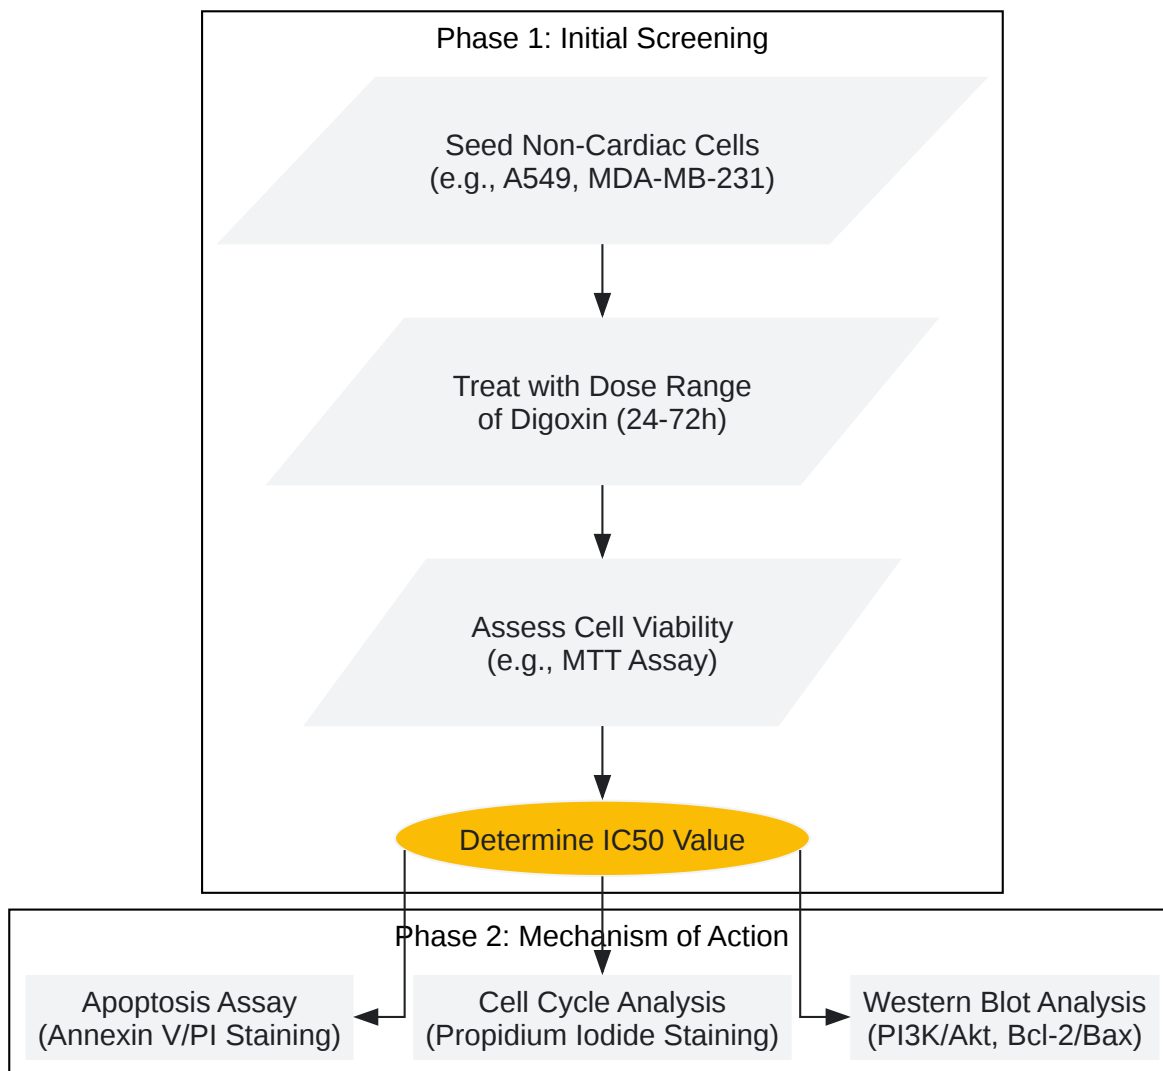 Phase 1: Initial Screening
Seed Non-Cardiac Cells
(e.g., A549, MDA-MB-231)
Treat with Dose Range
of Digoxin (24-72h)
Assess Cell Viability
(e.g., MTT Assay)
Determine IC50 Value
Phase 2: Mechanism of Action
Apoptosis Assay
(Annexin V/PI Staining)
Cell Cycle Analysis
(Propidium Iodide Staining)
Western Blot Analysis
(PI3K/Akt, Bcl-2/Bax)